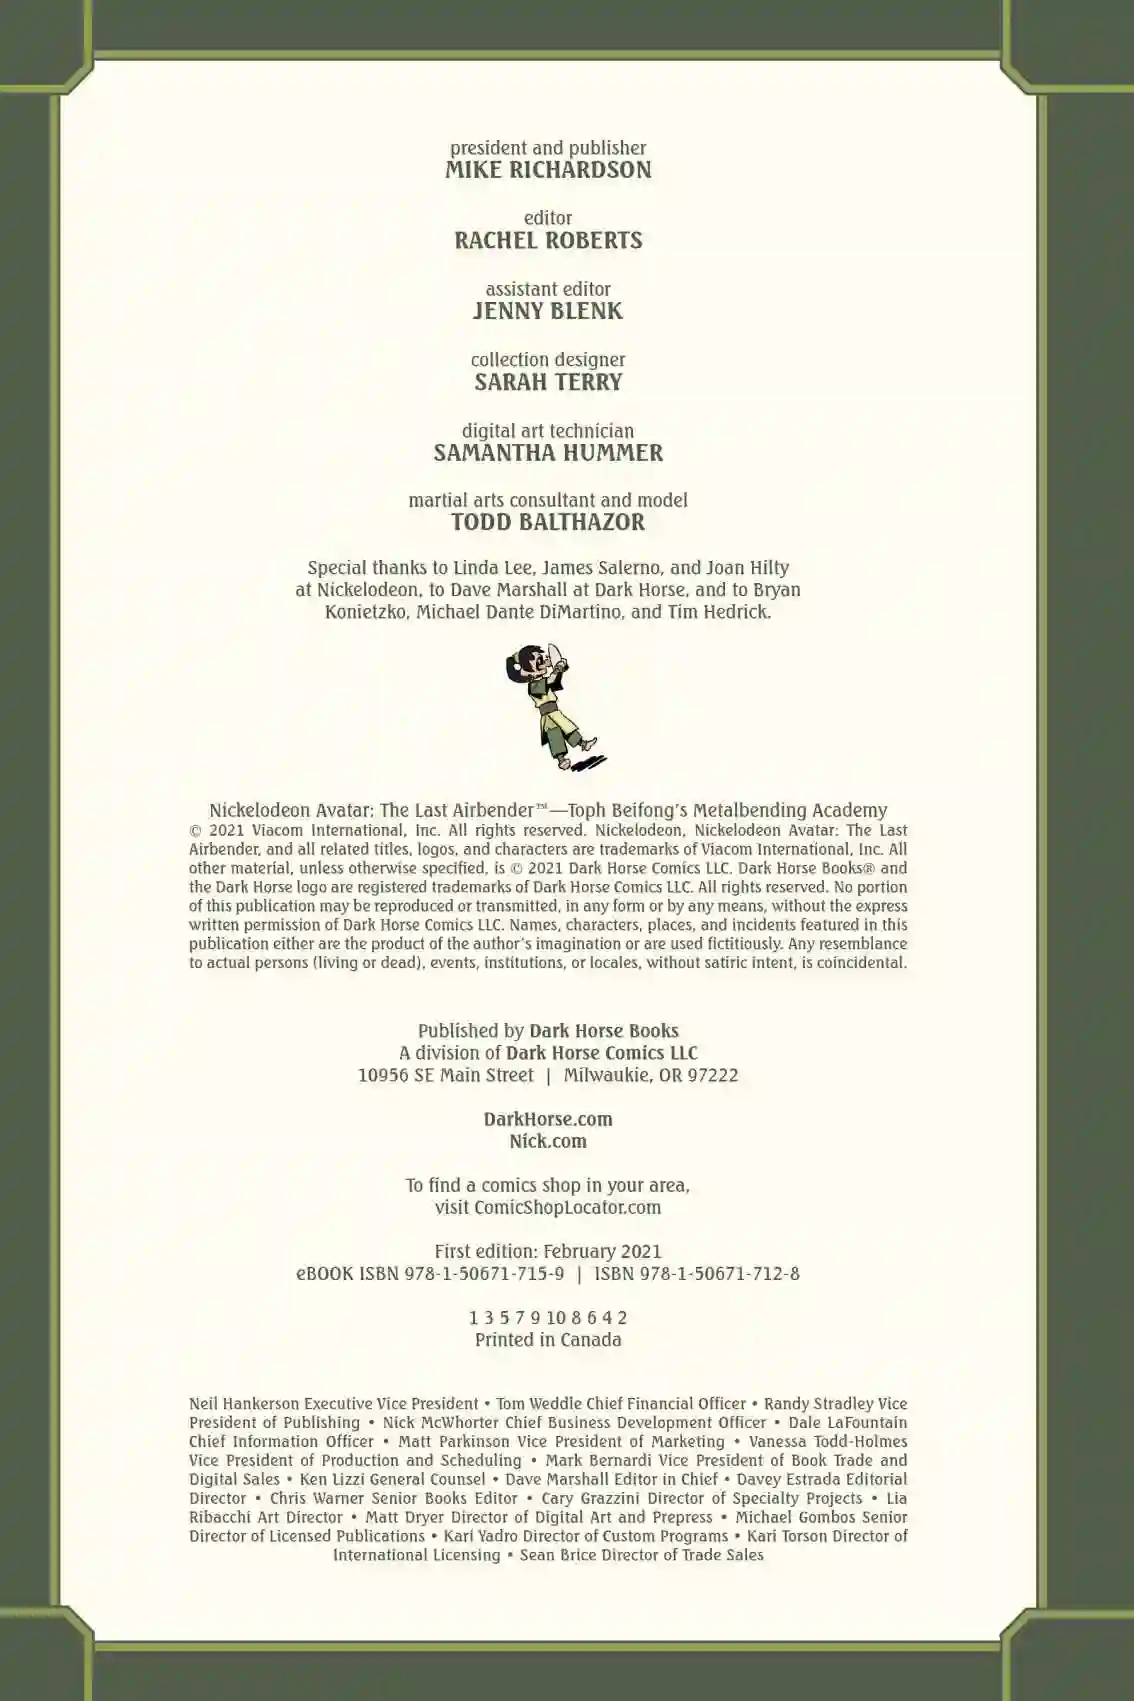 president and publisher
MIKE RICHARDSON
editor
RACHEL ROBERTS
assistant editor
JENNY BLENK
collection designer
SARAH TERRY
digital art technician
SAMANTHA HUMMER
martial arts consultant and model
TODD BALTHAZOR
Special thanks to Linda Lee, James Salerno, and Joan Hilty
at Nickelodeon, to Dave Marshall at Dark Horse, and to Bryan
Konietzko, Michael Dante DiMartino, and Tim Hedrick.
Nickelodeon Avatar: The Last Airbender™—Toph Beifong's Metalbending Academy
© 2021 Viacom International, Inc. All rights reserved. Nickelodeon, Nickelodeon Avatar: The Last
Airbender, and all related titles, logos, and characters are trademarks of Viacom International, Inc. All
other material, unless otherwise specified, is © 2021 Dark Horse Comics LLC. Dark Horse Books® and
the Dark Horse logo are registered trademarks of Dark Horse Comics LLC. All rights reserved. No portion
of this publication may be reproduced or transmitted, in any form or by any means, without the express
written permission of Dark Horse Comics LLC. Names, characters, places, and incidents featured in this
publication either are the product of the author's imagination or are used fictitiously. Any resemblance
to actual persons (living or dead), events, institutions, or locales, without satiric intent, is coincidental.
Published by Dark Horse Books
A division of Dark Horse Comics LLC
10956 SE Main Street | Milwaukie, OR 97222
DarkHorse.com
Nick.com
To find a comics shop in your area,
visit ComicShopLocator.com
First edition: February 2021
eBOOK ISBN 978-1-50671-715-9 | ISBN 978-1-50671-712-8
1 3 5 7 9 10 8 6 4 2
Printed in Canada
Neil Hankerson Executive Vice President • Tom Weddle Chief Financial Officer • Randy Stradley Vice
President of Publishing • Nick McWhorter Chief Business Development Officer • Dale LaFountain
Chief Information Officer • Matt Parkinson Vice President of Marketing • Vanessa Todd-Holmes
Vice President of Production and Scheduling • Mark Bernardi Vice President of Book Trade and
Digital Sales • Ken Lizzi General Counsel • Dave Marshall Editor in Chief • Davey Estrada Editorial
Director • Chris Warner Senior Books Editor • Cary Grazzini Director of Specialty Projects • Lia
Ribacchi Art Director • Matt Dryer Director of Digital Art and Prepress • Michael Gombos Senior
Director of Licensed Publications • Kari Yadro Director of Custom Programs • Kari Torson Director of
International Licensing • Sean Brice Director of Trade Sales